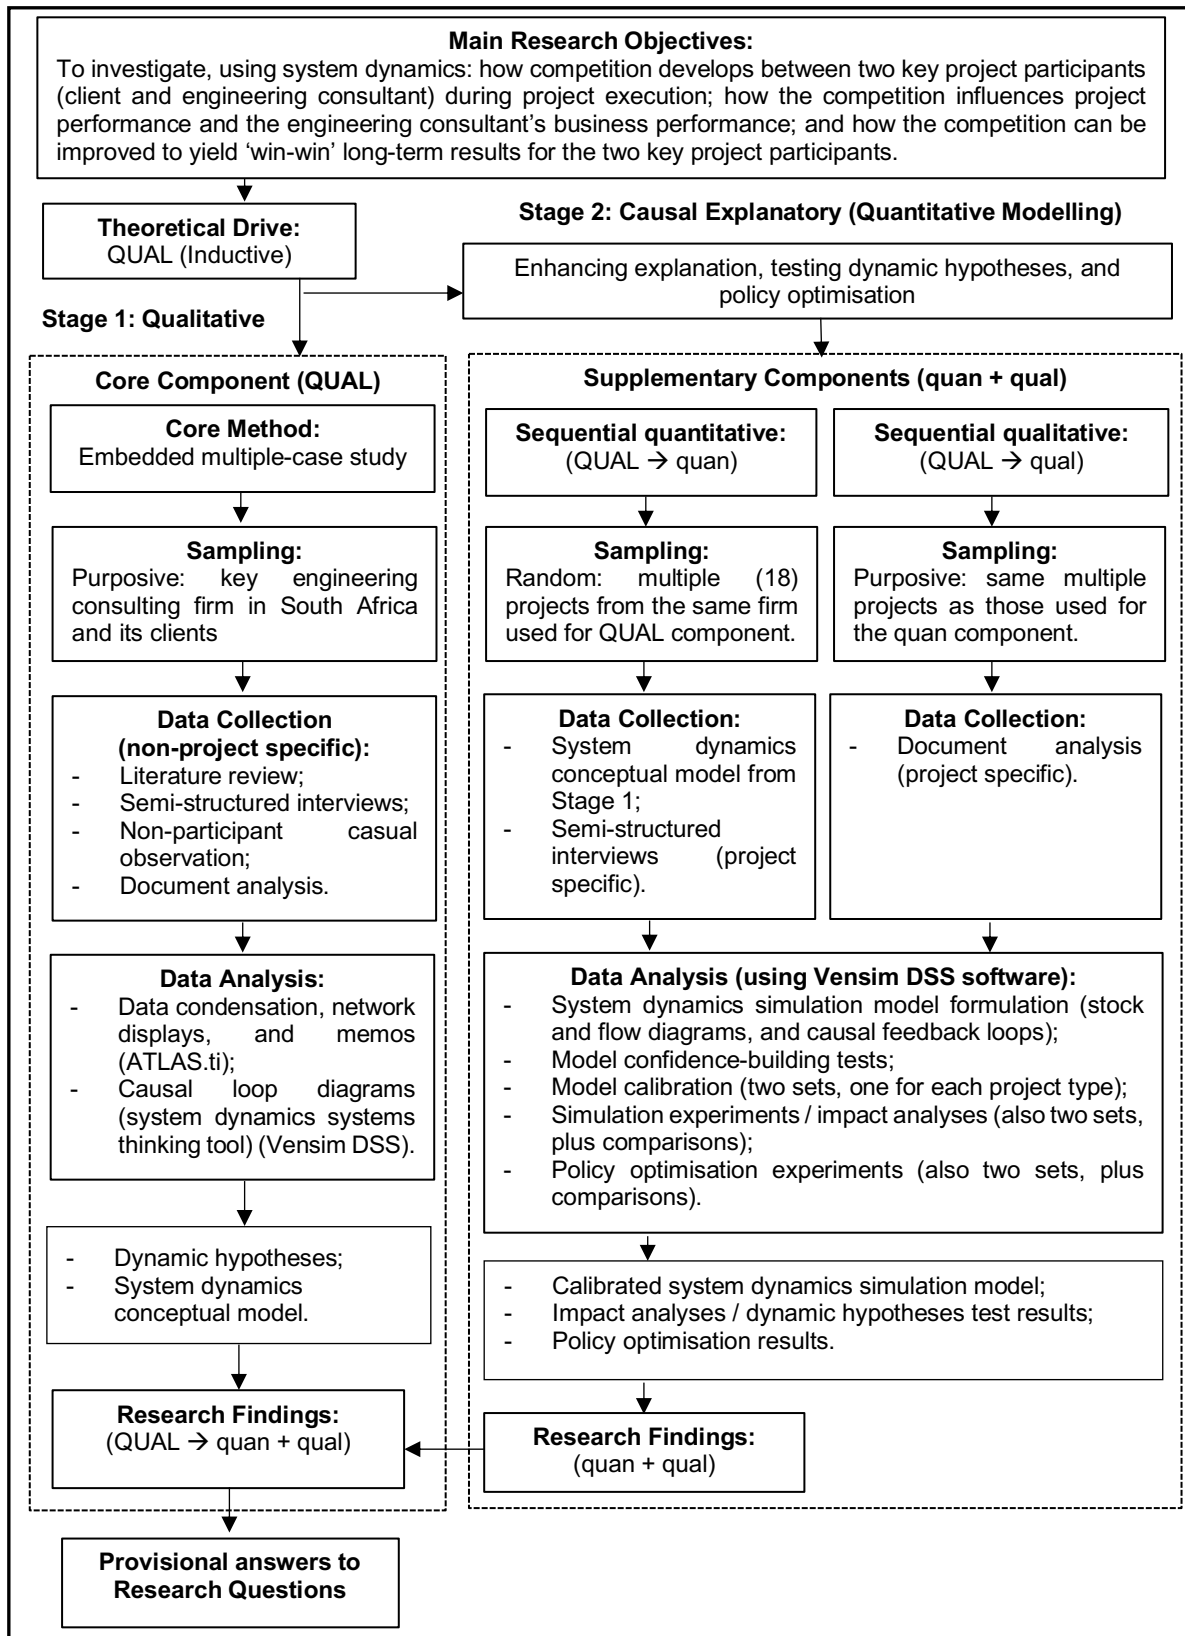 Main Research Objectives:
To investigate, using system dynamics: how competition develops between two key project participants
(client and engineering consultant) during project execution; how the competition influences project
performance and the engineering consultant’s business performance; and how the competition can be
improved to yield ‘win-win’ long-term results for the two key project participants.
Theoretical Drive:
QUAL (Inductive)
Stage 2: Causal Explanatory (Quantitative Modelling)
Enhancing explanation, testing dynamic hypotheses, and
policy optimisation
Stage 1: Qualitative
Core Component (QUAL)
Core Method:
Embedded multiple-case study
Sampling:
Purposive: key engineering
consulting firm in South Africa
and its clients
Data Collection
(non-project specific):
- Literature review;
- Semi-structured interviews;
- Non-participant casual
observation;
- Document analysis.
Data Analysis:
- Data condensation, network
displays, and memos
(ATLAS.ti);
- Causal loop diagrams
(system dynamics systems
thinking tool) (Vensim DSS).
- Dynamic hypotheses;
- System dynamics
conceptual model.
Research Findings:
(QUAL → quan + qual)
Provisional answers to
Research Questions
Supplementary Components (quan + qual)
Sequential quantitative:
(QUAL → quan)
Sampling:
Random: multiple (18)
projects from the same firm
used for QUAL component.
Data Collection:
- System dynamics
conceptual model from
Stage 1;
- Semi-structured
interviews (project
specific).
Sequential qualitative:
(QUAL → qual)
Sampling:
Purposive: same multiple
projects as those used for
the quan component.
Data Collection:
- Document analysis
(project specific).
Data Analysis (using Vensim DSS software):
- System dynamics simulation model formulation (stock
and flow diagrams, and causal feedback loops);
- Model confidence-building tests;
- Model calibration (two sets, one for each project type);
- Simulation experiments / impact analyses (also two sets,
plus comparisons);
- Policy optimisation experiments (also two sets, plus
comparisons).
- Calibrated system dynamics simulation model;
- Impact analyses / dynamic hypotheses test results;
- Policy optimisation results.
Research Findings:
(quan + qual)